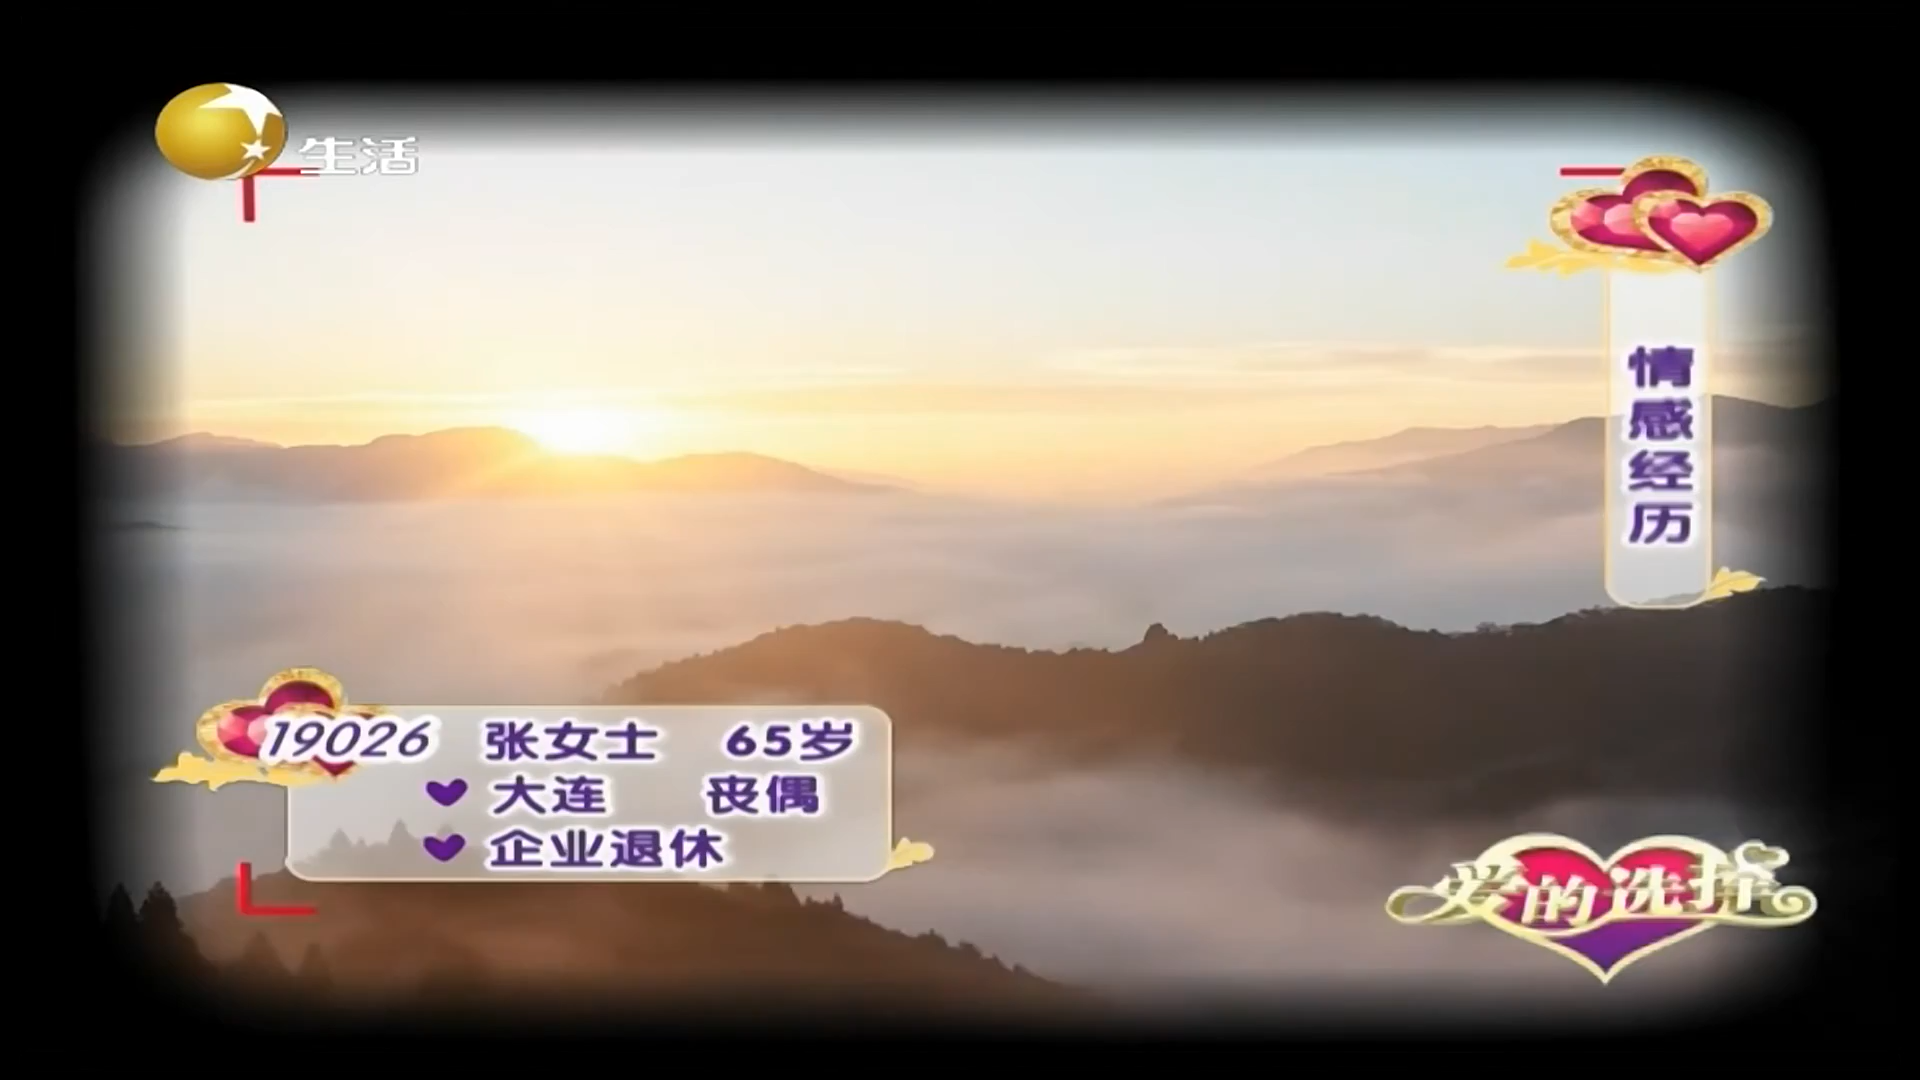 生活
情感经历
19026 张女士 65岁
大连 丧偶
企业退休
爱的选择